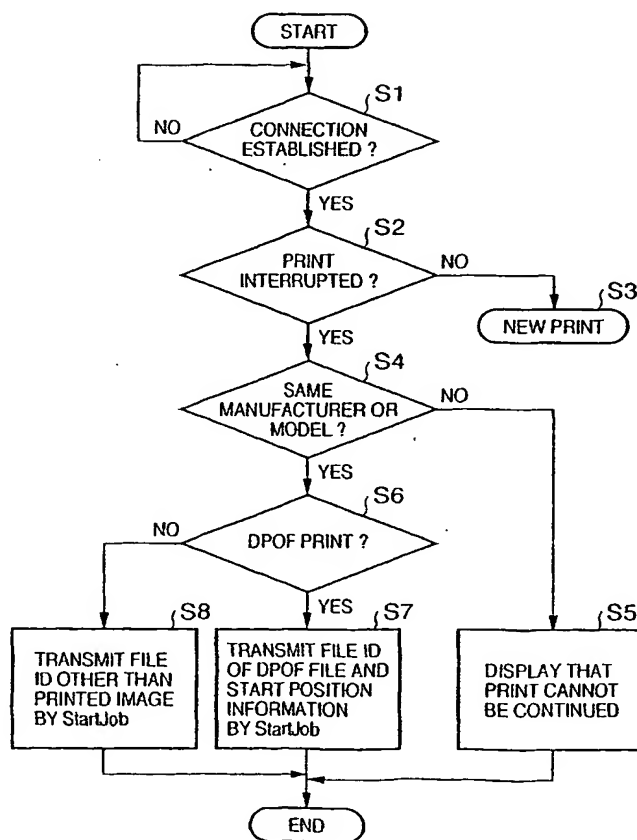 START
S1
NO
CONNECTION
ESTABLISHED ?
YES
S2
PRINT
INTERRUPTED ?
NO
S3
NEW PRINT
YES
S4
SAME
MANUFACTURER OR
MODEL ?
NO
YES
S6
NO
DPOF PRINT ?
YES
S8
TRANSMIT FILE
ID OTHER THAN
PRINTED IMAGE
BY StartJob
S7
TRANSMIT FILE ID
OF DPOF FILE AND
START POSITION
INFORMATION
BY StartJob
S5
DISPLAY THAT
PRINT CANNOT
BE CONTINUED
END